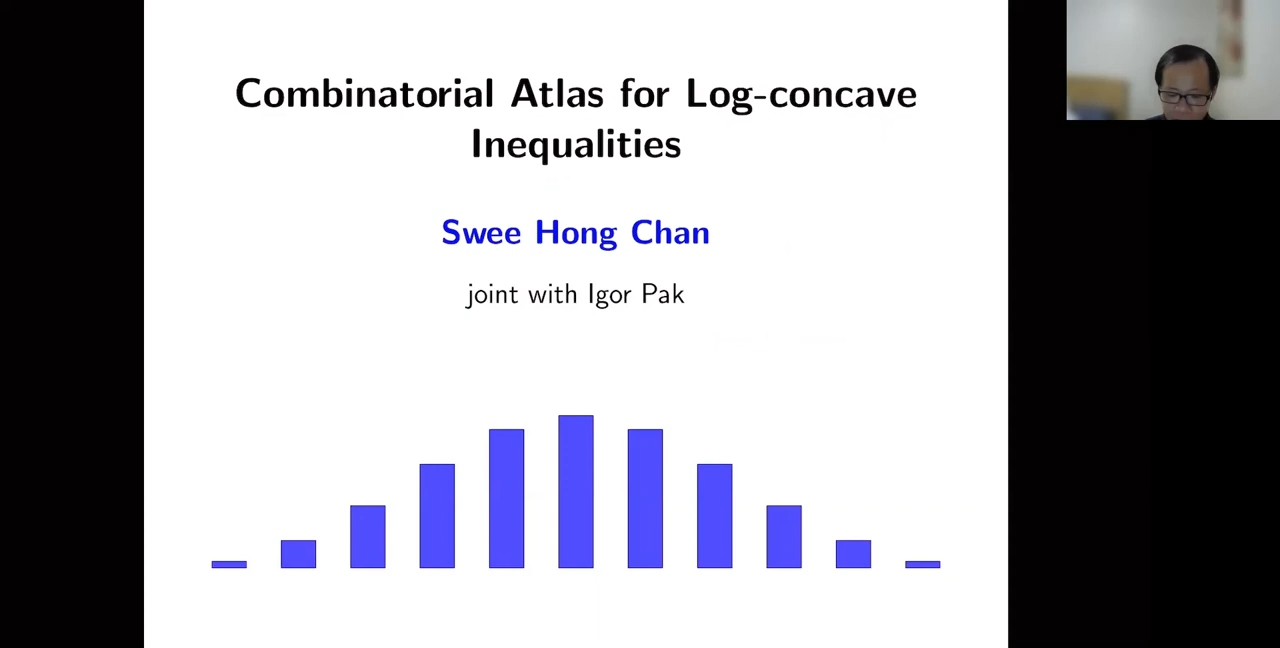 Combinatorial Atlas for Log-concave
Inequalities
Swee Hong Chan
joint with Igor Pak